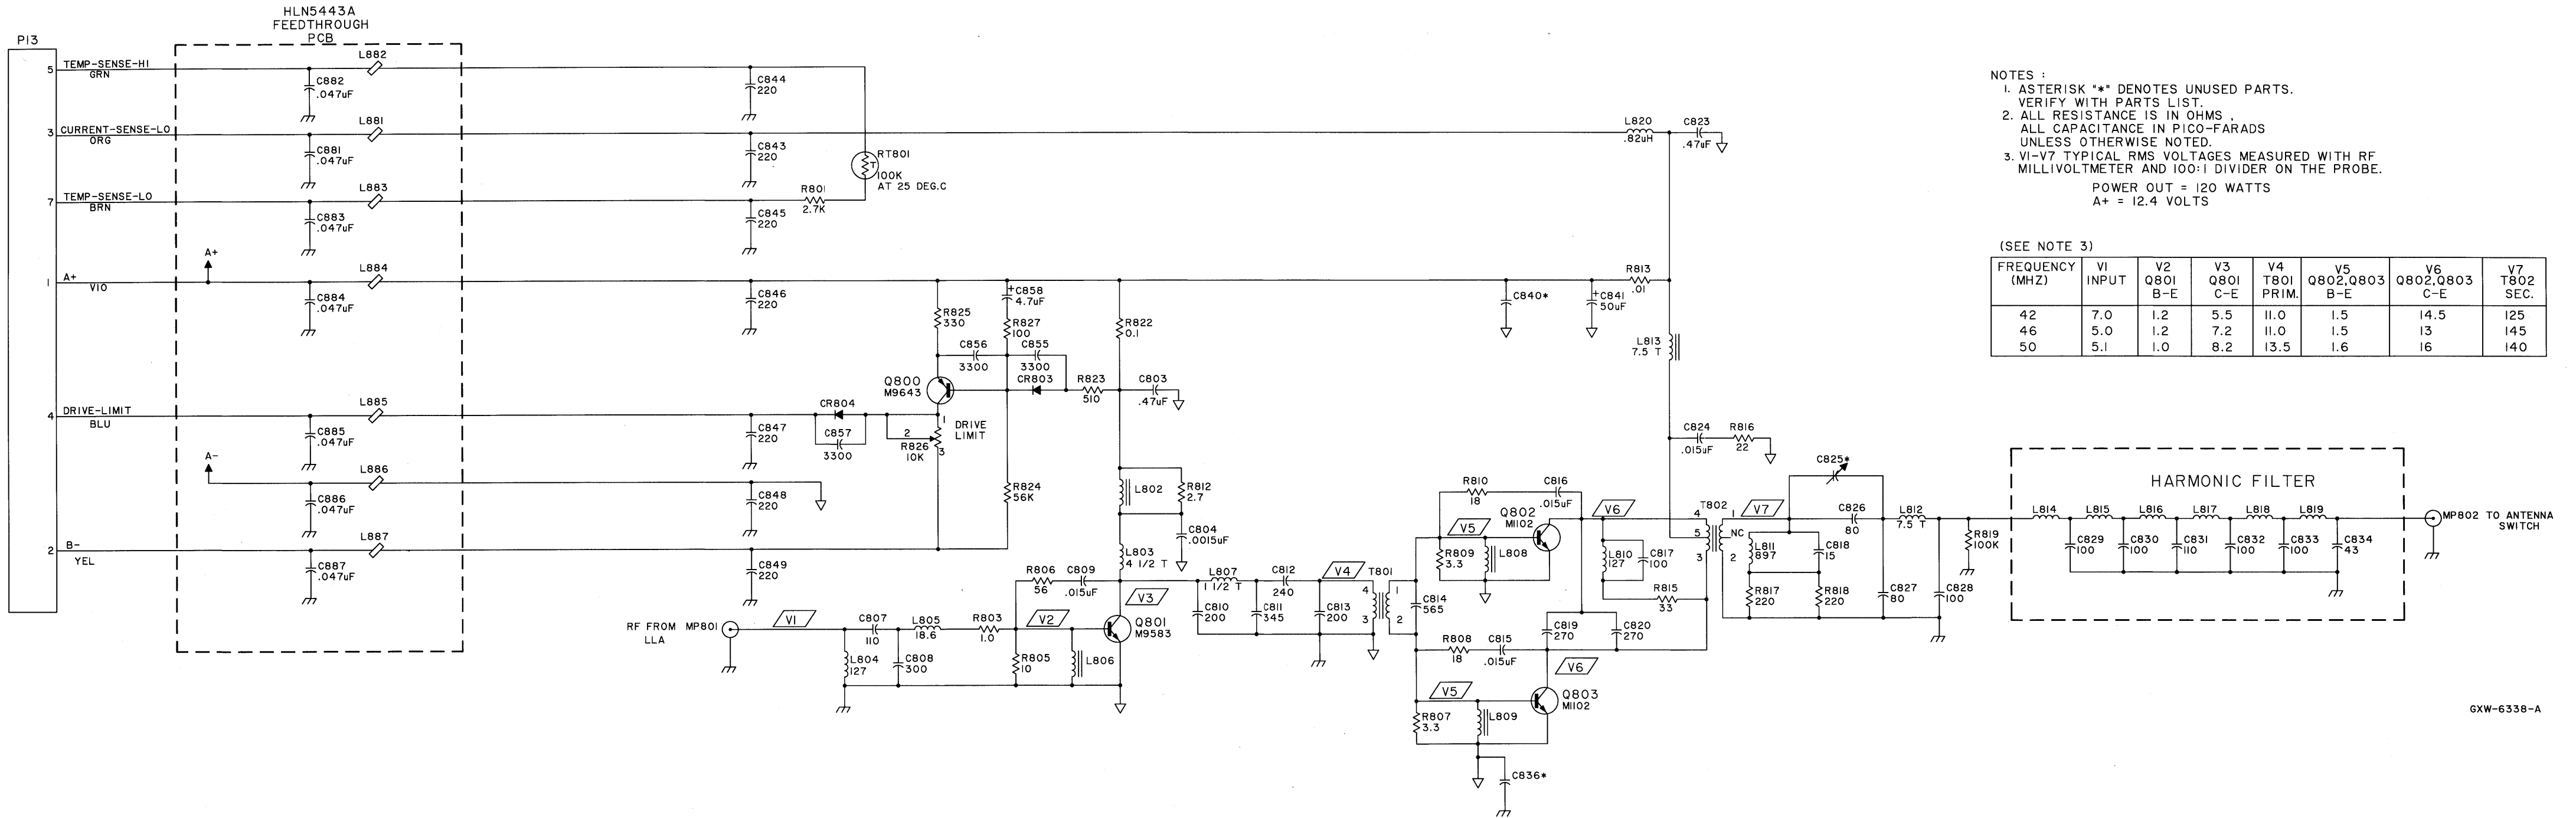 HLN5443A
FEEDTHROUGH
PCB
P13
5 TEMP-SENSE-HI
GRN
L882
C882
.047uF
C844
220
3 CURRENT-SENSE-LO
ORG
L881
C881
.047uF
C843
220
RT801
T
100K
AT 25 DEG.C
L820
.82uH
C823
.47uF
7 TEMP-SENSE-LO
BRN
L883
C883
.047uF
C845
220
R801
2.7K
1 A+
VIO
A+
L884
C884
.047uF
C846
220
R825
330
+C858
4.7uF
R827
100
R822
0.1
C840*
+C841
50uF
R813
.01
L813
7.5 T
C856
3300
C855
3300
Q800
M9643
CR803
R823
510
C803
.47uF
4 DRIVE-LIMIT
BLU
L885
C885
.047uF
C847
220
CR804
C857
3300
1
2
3
R826
10K
DRIVE
LIMIT
A-
L886
C886
.047uF
C848
220
R824
56K
L802
R812
2.7
C804
.0015uF
L803
4 1/2 T
2 B-
YEL
L887
C887
.047uF
C849
220
RF FROM MP801
LLA
V1
C807
110
L804
127
C808
300
L805
18.6
R803
1.0
R806
56
C809
.015uF
V2
R805
10
L806
V3
Q801
M9583
L807
1 1/2 T
C810
200
C811
345
C812
240
C813
200
V4
T801
4
3
1
2
C814
565
R810
18
C816
.015uF
V5
Q802
M1102
R809
3.3
L808
V6
L810
127
C817
100
R815
33
R808
18
C815
.015uF
C819
270
C820
270
V6
V5
Q803
M1102
R807
3.3
L809
C836*
C824
.015uF
R816
22
T802
4
5
3
1
NC
2
V7
L811
897
C818
15
R817
220
R818
220
C825*
C826
80
C827
80
L812
7.5 T
C828
100
R819
100K
HARMONIC FILTER
L814
L815
L816
L817
L818
L819
C829
100
C830
100
C831
110
C832
100
C833
100
C834
43
MP802 TO ANTENNA
SWITCH
NOTES :
1. ASTERISK "*" DENOTES UNUSED PARTS.
VERIFY WITH PARTS LIST.
2. ALL RESISTANCE IS IN OHMS ,
ALL CAPACITANCE IN PICO-FARADS
UNLESS OTHERWISE NOTED.
3. V1-V7 TYPICAL RMS VOLTAGES MEASURED WITH RF
MILLIVOLTMETER AND 100:1 DIVIDER ON THE PROBE.
POWER OUT = 120 WATTS
A+ = 12.4 VOLTS
(SEE NOTE 3)
FREQUENCY V1 V2 V3 V4 V5 V6 V7
(MHZ) INPUT Q801 Q801 T801 Q802,Q803 Q802,Q803 T802
B-E C-E PRIM. B-E C-E SEC.
42 7.0 1.2 5.5 11.0 1.5 14.5 125
46 5.0 1.2 7.2 11.0 1.5 13 145
50 5.1 1.0 8.2 13.5 1.6 16 140
GXW-6338-A